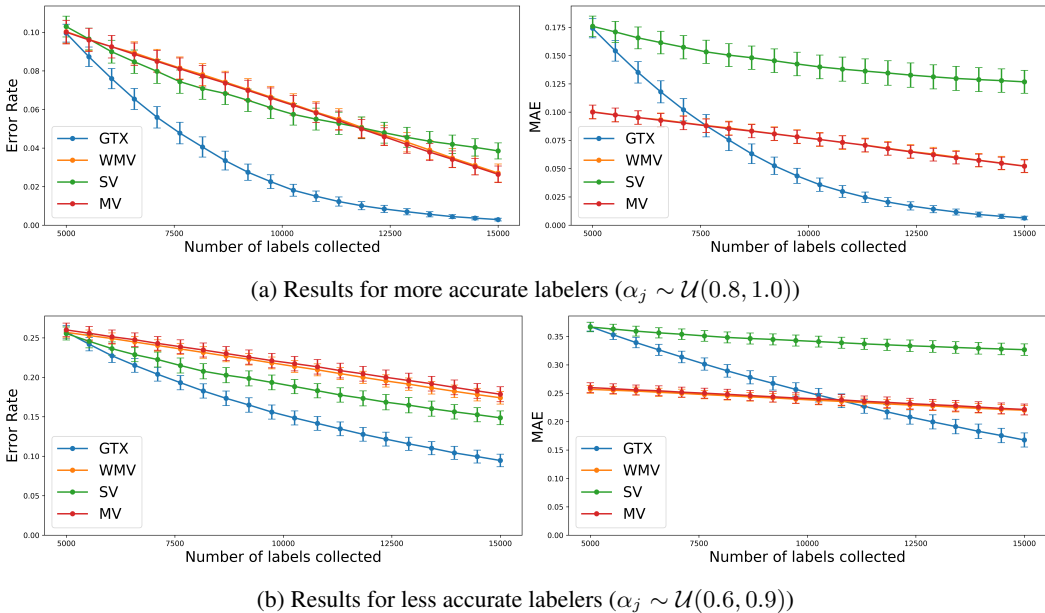 0.10
0.08
0.06
0.04
0.02
0.00
Error Rate
GTX
WMV
SV
MV
5000 7500 10000 12500 15000
Number of labels collected
0.175
0.150
0.125
0.100
0.075
0.050
0.025
0.000
MAE
GTX
WMV
SV
MV
5000 7500 10000 12500 15000
Number of labels collected
(a) Results for more accurate labelers (α_j ∼ 𝒰(0.8, 1.0))
0.25
0.20
0.15
0.10
0.05
0.00
Error Rate
GTX
WMV
SV
MV
5000 7500 10000 12500 15000
Number of labels collected
0.35
0.30
0.25
0.20
0.15
0.10
0.05
0.00
MAE
GTX
WMV
SV
MV
5000 7500 10000 12500 15000
Number of labels collected
(b) Results for less accurate labelers (α_j ∼ 𝒰(0.6, 0.9))